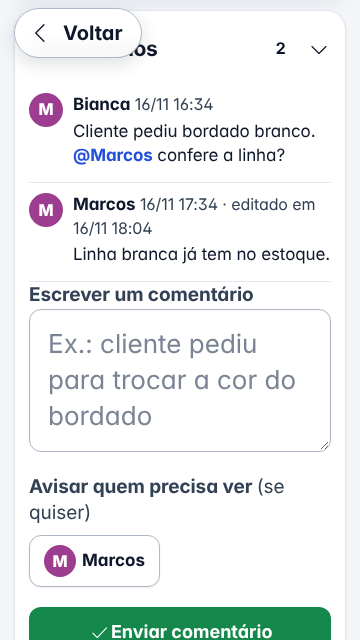 Voltar
os
2
M
Bianca 16/11 16:34
Cliente pediu bordado branco.
@Marcos confere a linha?
M
Marcos 16/11 17:34 · editado em
16/11 18:04
Linha branca já tem no estoque.
Escrever um comentário
Ex.: cliente pediu
para trocar a cor do
bordado
Avisar quem precisa ver (se
quiser)
M Marcos
Enviar comentário